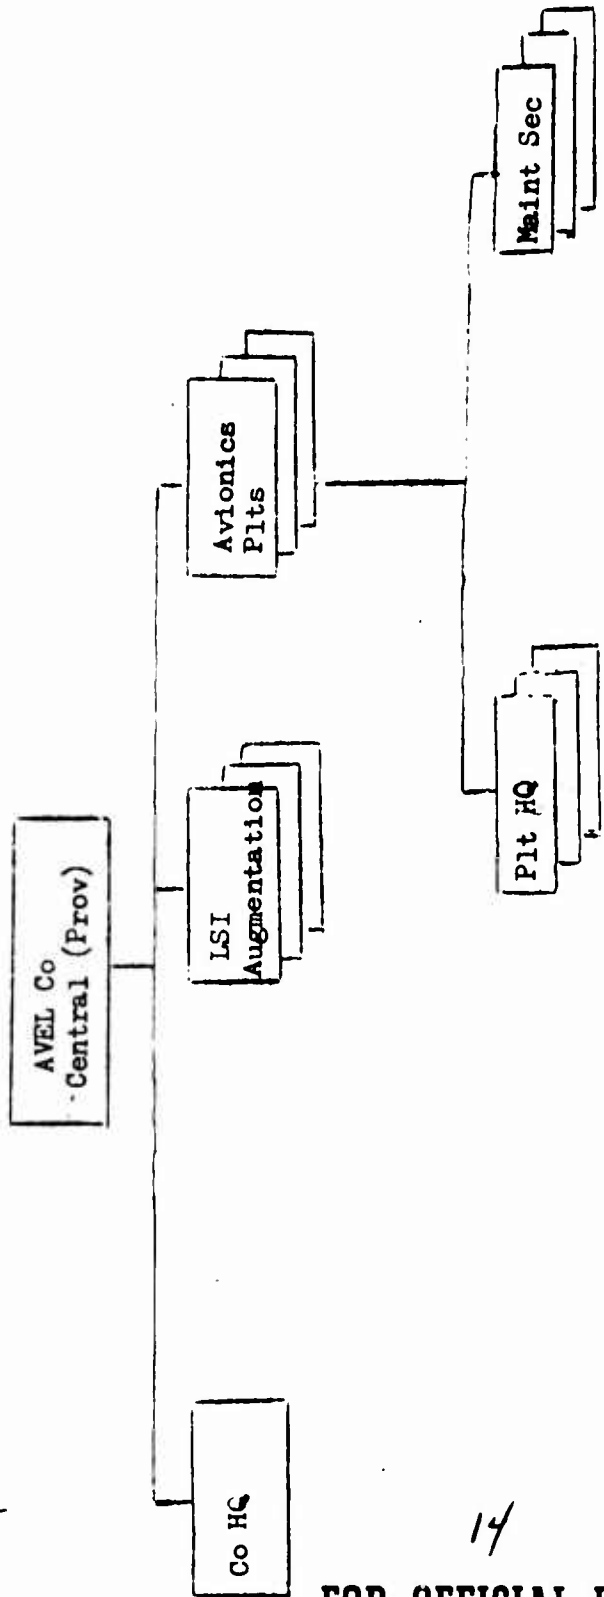 AVEL Co
Central (Prov)
Co HQ
LSI
Augmentation
Avionics
Plts
Plt HQ
Maint Sec
14
FOR OFFICIAL